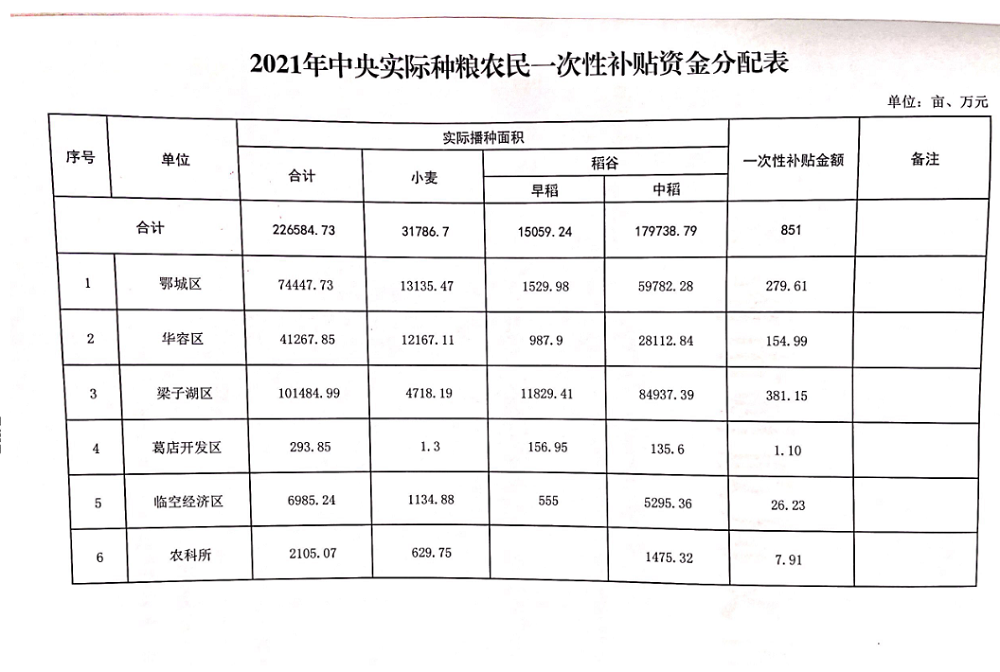 2021年中央实际种粮农民一次性补贴资金分配表
单位：亩、万元
序号 单位 实际播种面积 一次性补贴金额 备注
合计 小麦 稻谷
早稻 中稻
合计 226584.73 31786.7 15059.24 179738.79 851
1 鄂城区 74447.73 13135.47 1529.98 59782.28 279.61
2 华容区 41267.85 12167.11 987.9 28112.84 154.99
3 梁子湖区 101484.99 4718.19 11829.41 84937.39 381.15
4 葛店开发区 293.85 1.3 156.95 135.6 1.10
5 临空经济区 6985.24 1134.88 555 5295.36 26.23
6 农科所 2105.07 629.75 1475.32 7.91